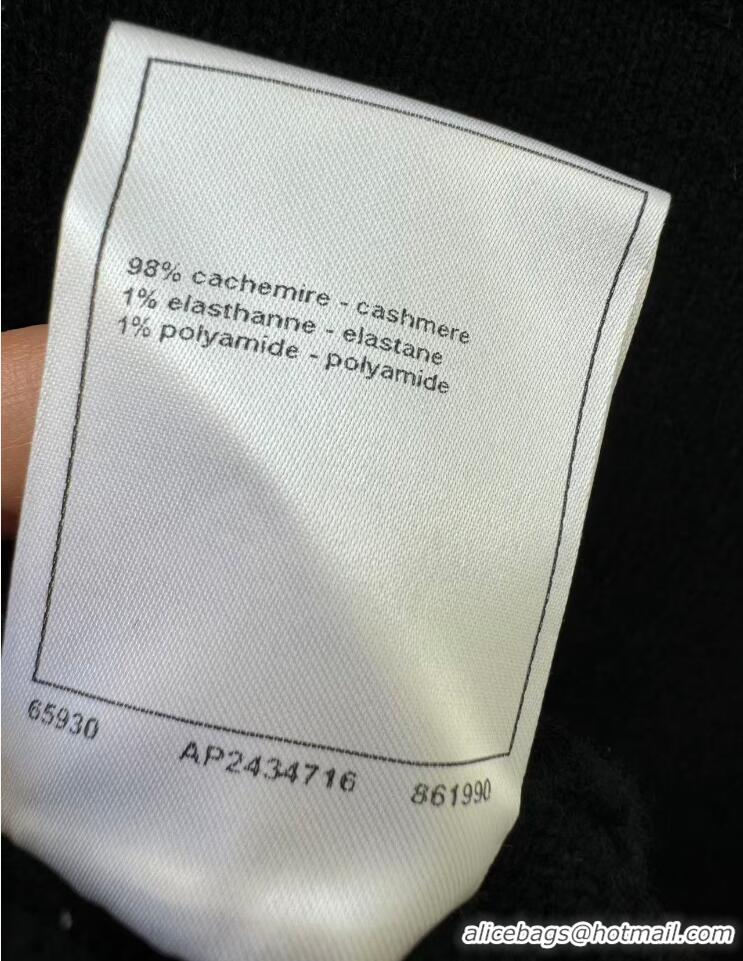 98% cachemire - cashmere
1% elasthanne - elastane
1% polyamide - polyamide
65930 AP2434716 861990
alicebags@hotmail.com